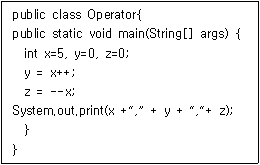 public class Operator{
public static void main(String[] args) {
int x=5, y=0, z=0;
y = x++;
z = --x;
System.out.print(x +“,” + y + “,“+ z);
}
}